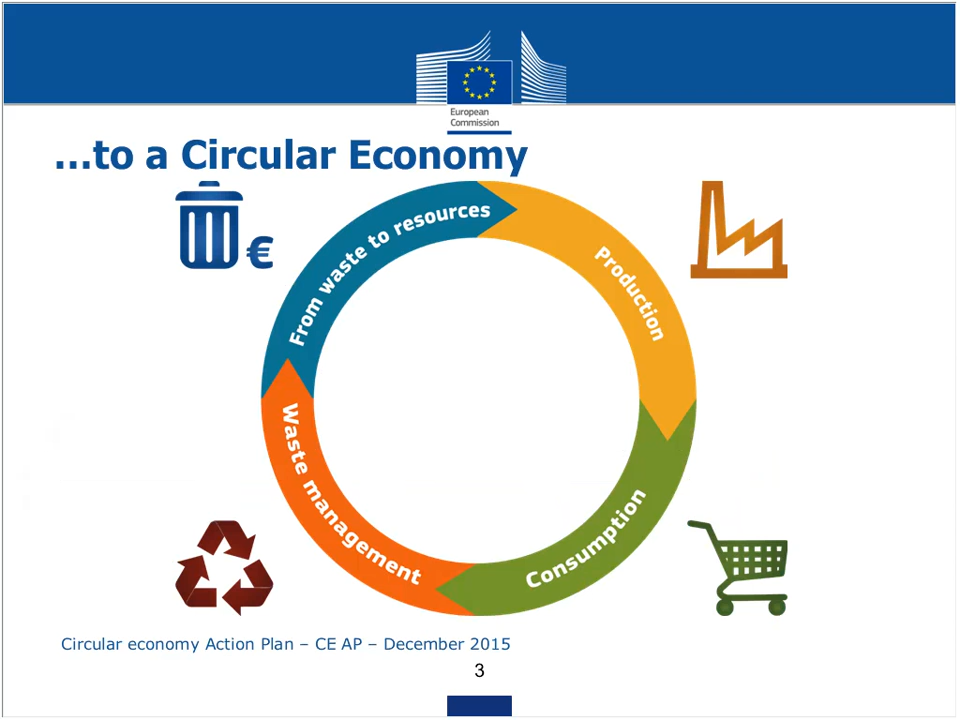 European
Commission
...to a Circular Economy
€
From waste to resources
Production
Consumption
Waste management
Circular economy Action Plan – CE AP – December 2015
3